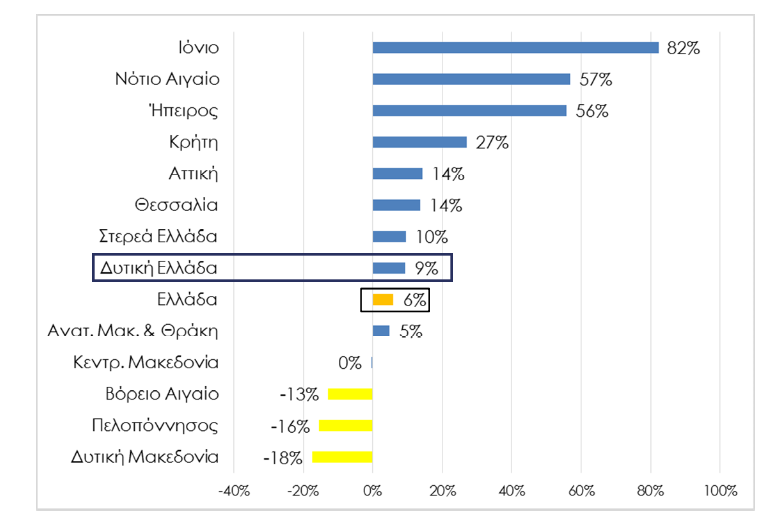 Ιόνιο 82%
Νότιο Αιγαίο 57%
Ήπειρος 56%
Κρήτη 27%
Αττική 14%
Θεσσαλία 14%
Στερεά Ελλάδα 10%
Δυτική Ελλάδα 9%
Ελλάδα 6%
Ανατ. Μακ. & Θράκη 5%
Κεντρ. Μακεδονία 0%
Βόρειο Αιγαίο -13%
Πελοπόννησος -16%
Δυτική Μακεδονία -18%
-40% -20% 0% 20% 40% 60% 80% 100%